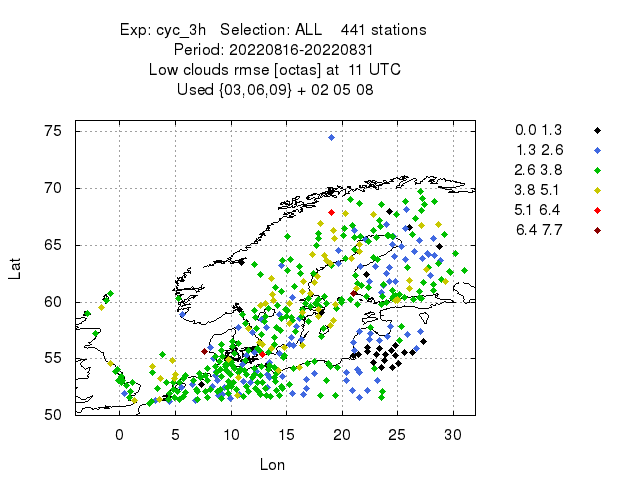 Exp: cyc_3h   Selection: ALL    441 stations
Period: 20220816-20220831
Low clouds rmse [octas] at  11 UTC
Used {03,06,09} + 02 05 08
75
70
65
60
55
50
Lat
0 5 10 15 20 25 30
Lon
0.0 1.3
1.3 2.6
2.6 3.8
3.8 5.1
5.1 6.4
6.4 7.7